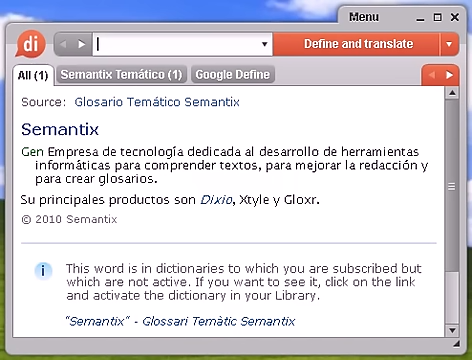 Menu
di
Define and translate
All (1) Semantix Temático (1) Google Define
Source: Glosario Temático Semantix
Semantix
Gen Empresa de tecnología dedicada al desarrollo de herramientas
informáticas para comprender textos, para mejorar la redacción y
para crear glosarios.
Su principales productos son Dixio, Xtyle y Gloxr.
© 2010 Semantix
i
This word is in dictionaries to which you are subscribed but
which are not active. If you want to see it, click on the link
and activate the dictionary in your Library.
"Semantix" - Glossari Temàtic Semantix